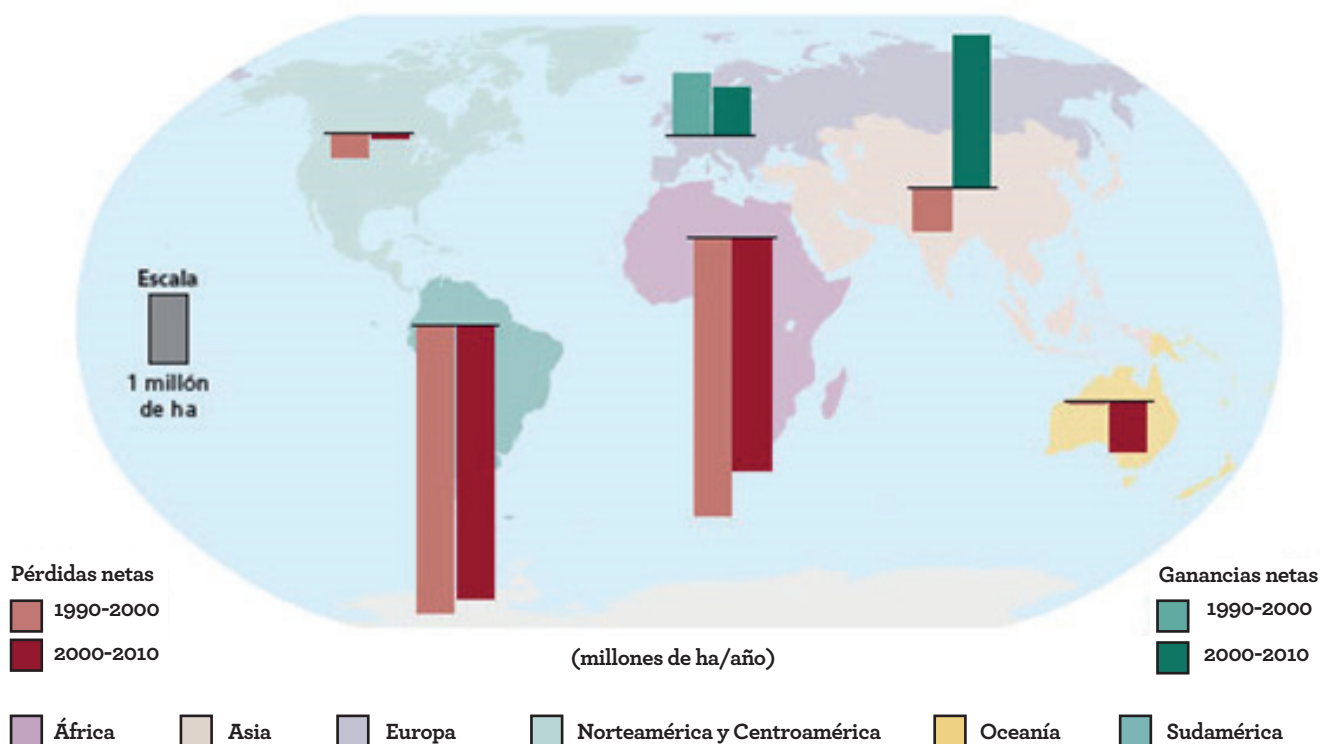 Escala
1 millón
de ha
Pérdidas netas
1990-2000
2000-2010
(millones de ha/año)
Ganancias netas
1990-2000
2000-2010
África
Asia
Europa
Norteamérica y Centroamérica
Oceanía
Sudamérica